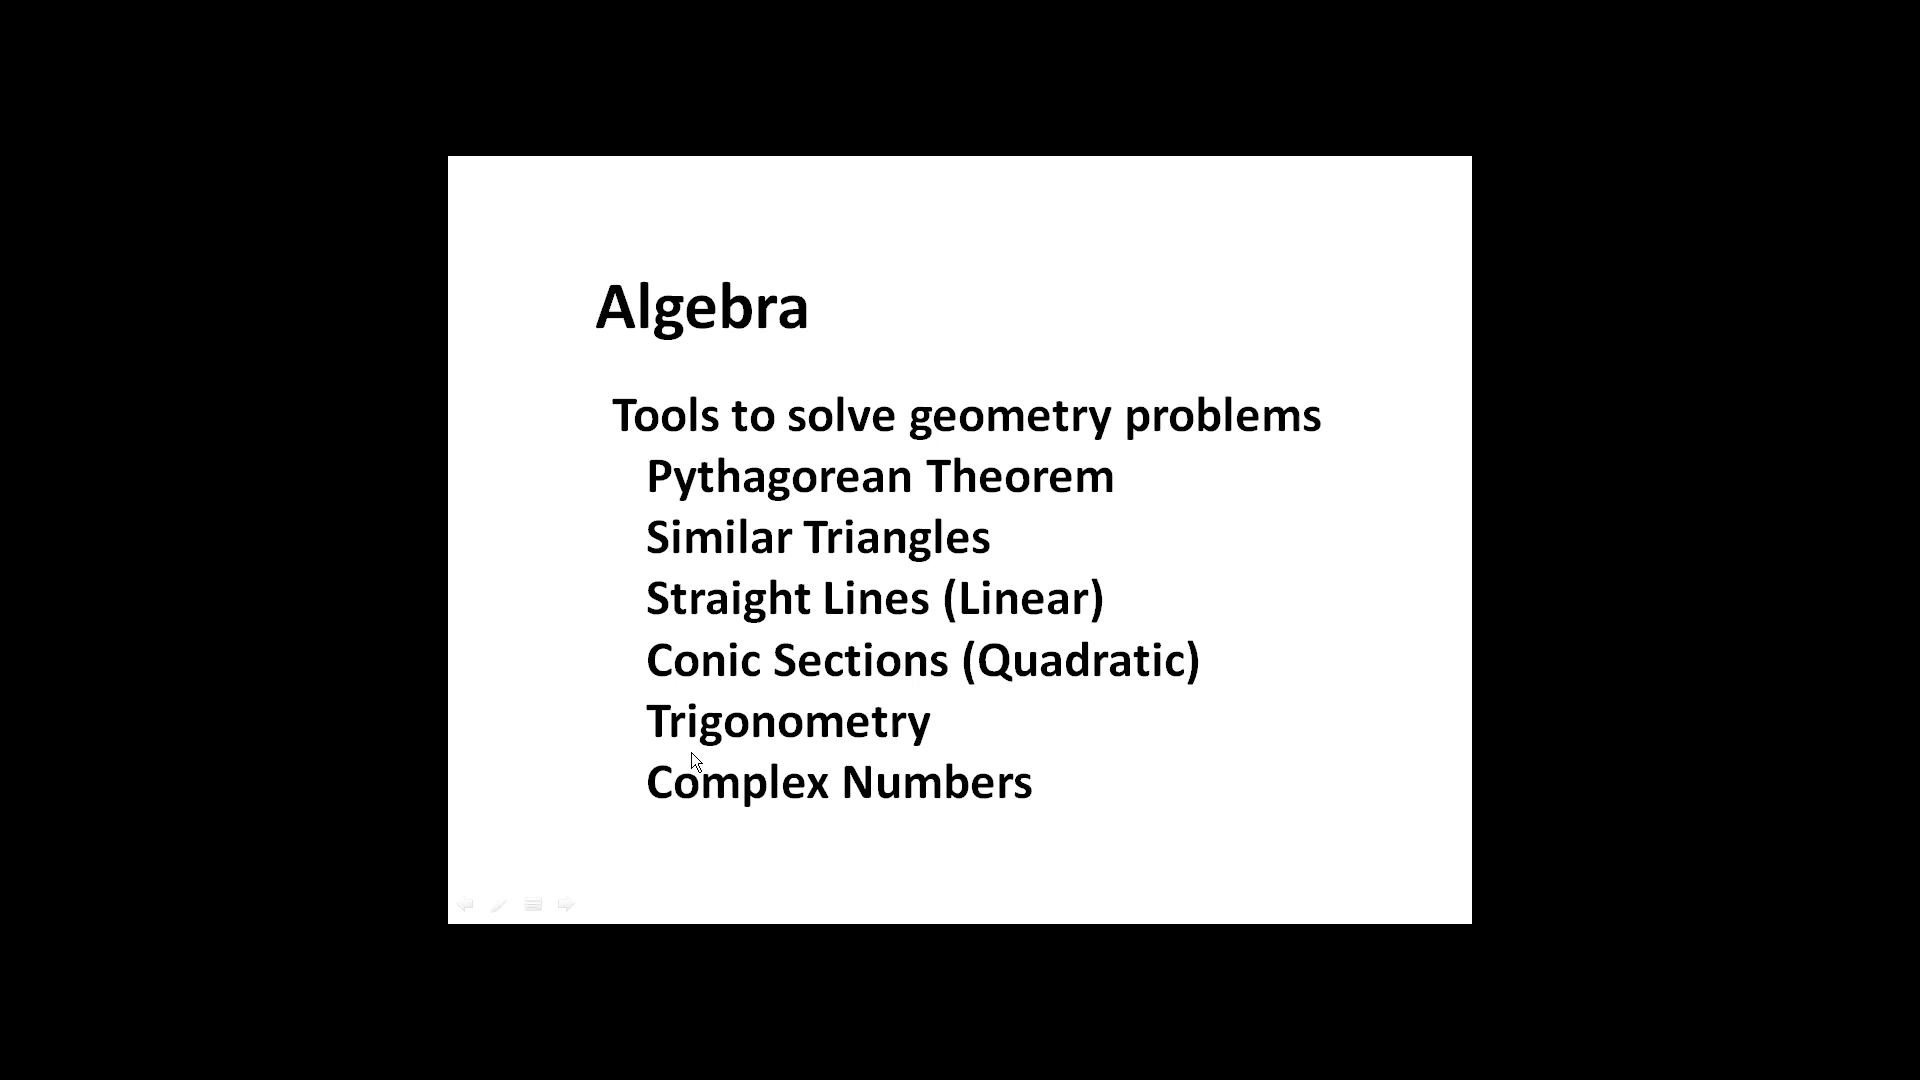 Algebra
Tools to solve geometry problems
Pythagorean Theorem
Similar Triangles
Straight Lines (Linear)
Conic Sections (Quadratic)
Trigonometry
Complex Numbers